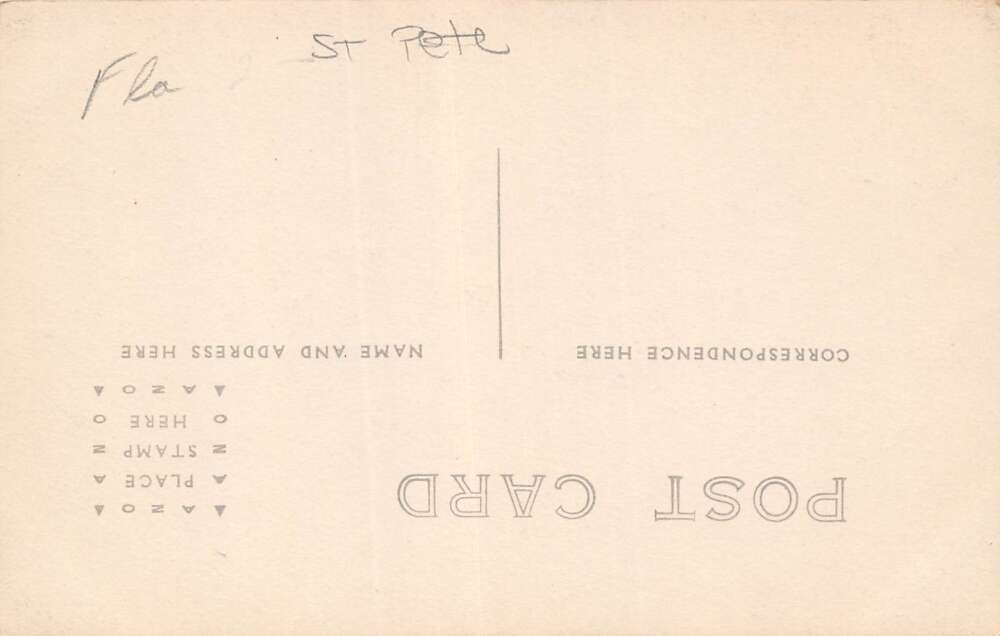 ST Pete
Fla
POST CARD
CORRESPONDENCE HERE
NAME AND ADDRESS HERE
▲ A Z O ▲
A PLACE A
Z STAMP Z
O HERE O
▲ A Z O ▲